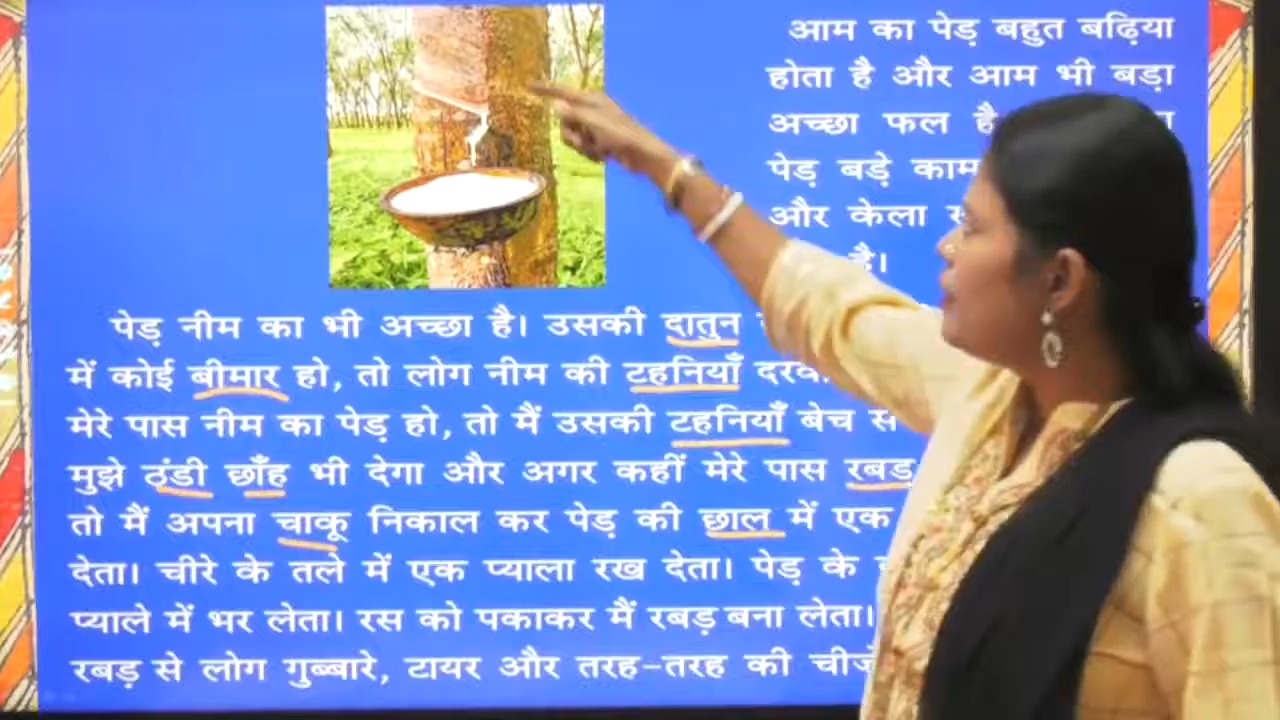 आम का पेड़ बहुत बढ़िया
होता है और आम भी बड़ा
अच्छा फल है
पेड़ बड़े काम
और केला
है।
पेड़ नीम का भी अच्छा है। उसकी दातुन
में कोई बीमार हो, तो लोग नीम की टहनियाँ
मेरे पास नीम का पेड़ हो, तो मैं उसकी टहनियाँ बेच
मुझे ठंडी छाँह भी देगा और अगर कहीं मेरे पास रबड़
तो मैं अपना चाकू निकाल कर पेड़ की छाल में एक
देता। चीरे के तले में एक प्याला रख देता। पेड़ के
प्याले में भर लेता। रस को पकाकर मैं रबड़ बना लेता।
रबड़ से लोग गुब्बारे, टायर और तरह-तरह की